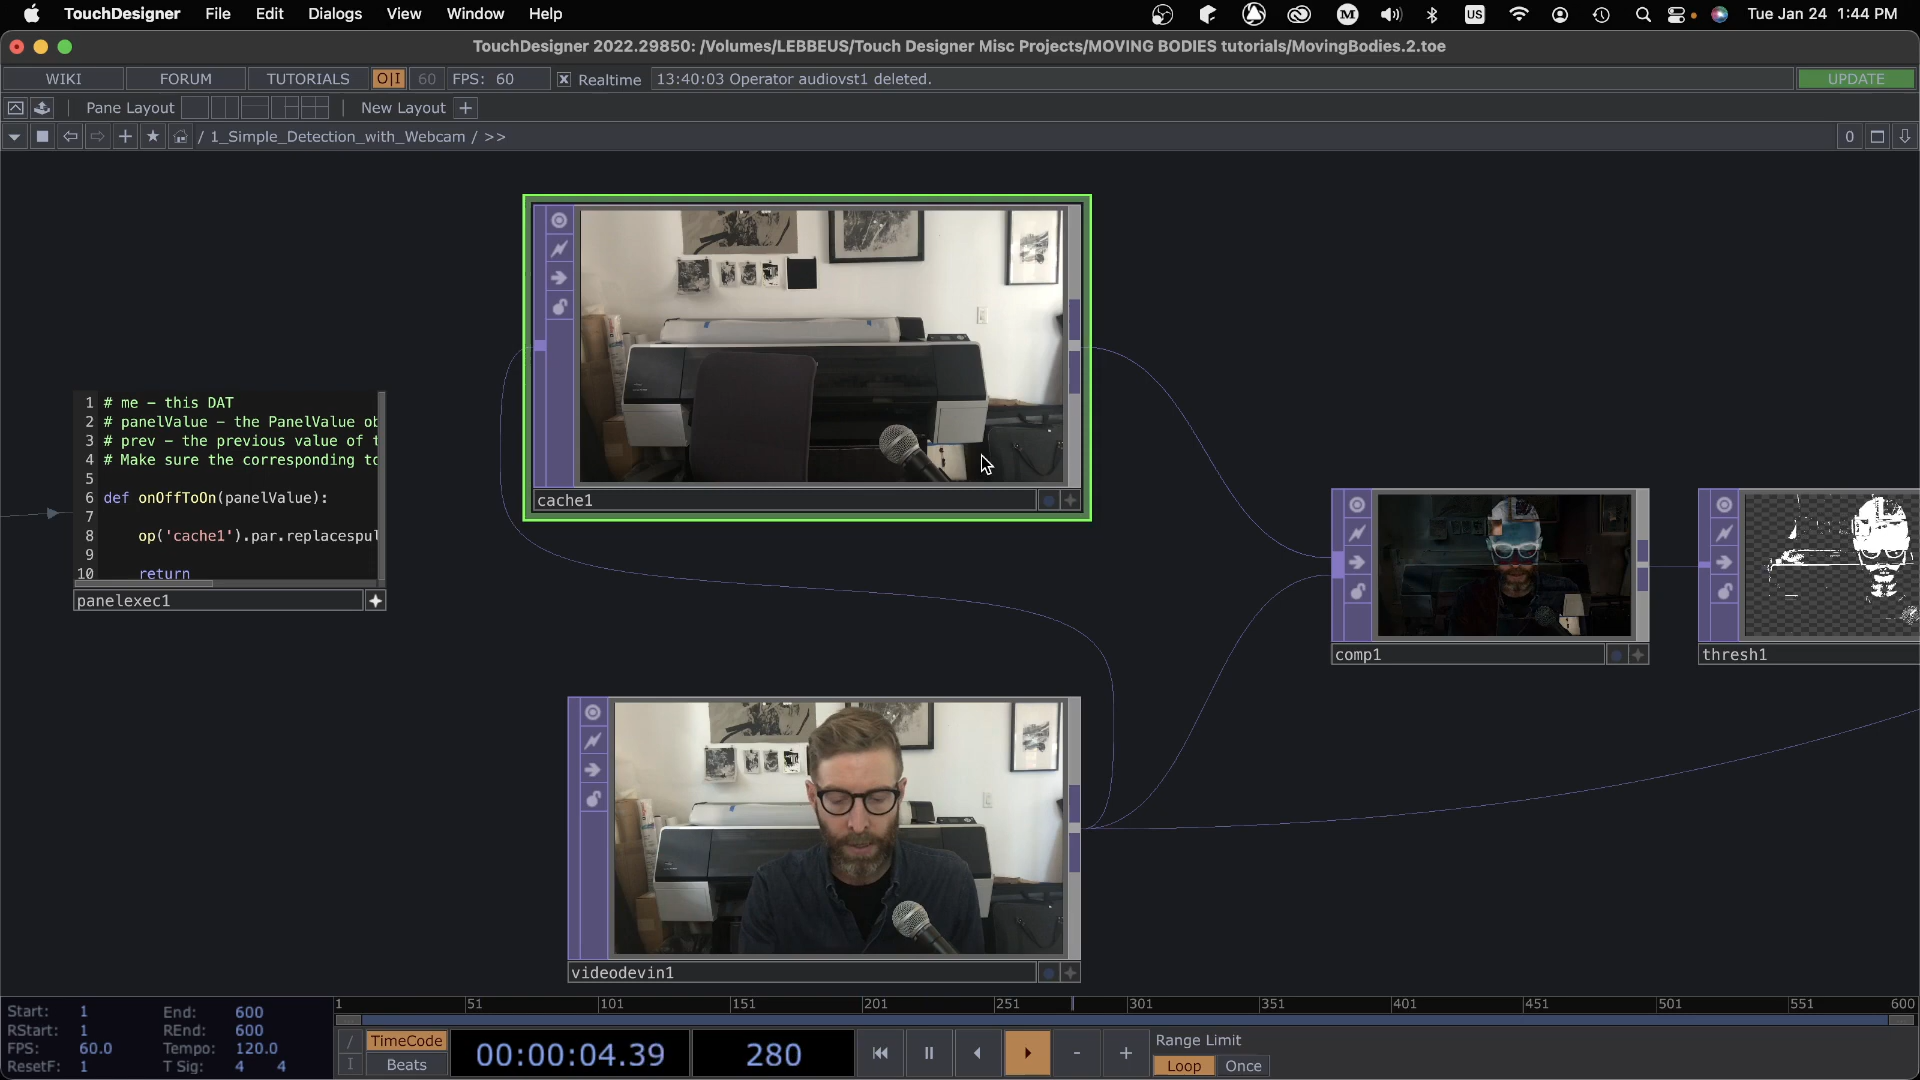 TouchDesigner File Edit Dialogs View Window Help US Tue Jan 24 1:44 PM
TouchDesigner 2022.29850: /Volumes/LEBBEUS/Touch Designer Misc Projects/MOVING BODIES tutorials/MovingBodies.2.toe
WIKI FORUM TUTORIALS O|I 60 FPS: 60 Realtime 13:40:03 Operator audiovst1 deleted. UPDATE
Pane Layout New Layout +
/ 1_Simple_Detection_with_Webcam / >> 0
1 # me – this DAT
2 # panelValue – the PanelValue ob
3 # prev – the previous value of t
4 # Make sure the corresponding to
5
6 def onOffToOn(panelValue):
7
8 op('cache1').par.replacespul
9
10 return
panelexec1
cache1
comp1
thresh1
videodevin1
1 51 101 151 201 251 301 351 401 451 501 551 600
Start: 1 End: 600
RStart: 1 REnd: 600
FPS: 60.0 Tempo: 120.0
ResetF: 1 T Sig: 4 4
/ TimeCode
I Beats
00:00:04.39 280
- +
Range Limit
Loop Once